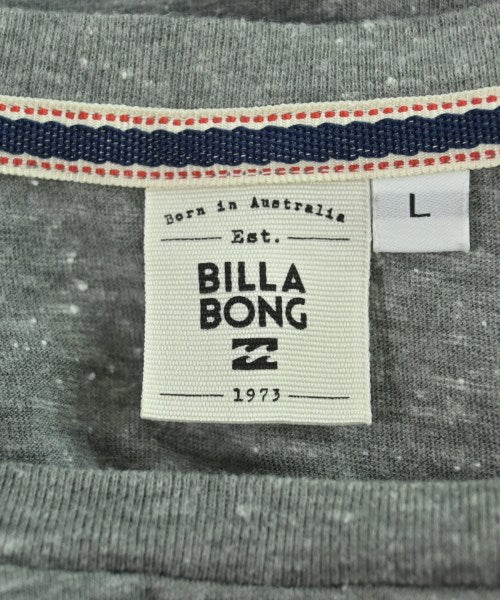 Born in Australia
Est.
BILLA
BONG
1973
L